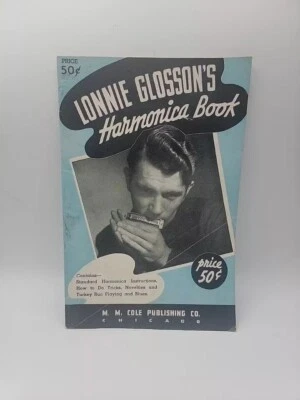 PRICE
50¢
LONNIE GLOSSON'S
Harmonica Book
Contains—
Standard Harmonica Instructions,
How to Do Tricks, Novelties and
Turkey Run Playing and Blues.
price
50¢
M. M. COLE PUBLISHING CO.
CHICAGO